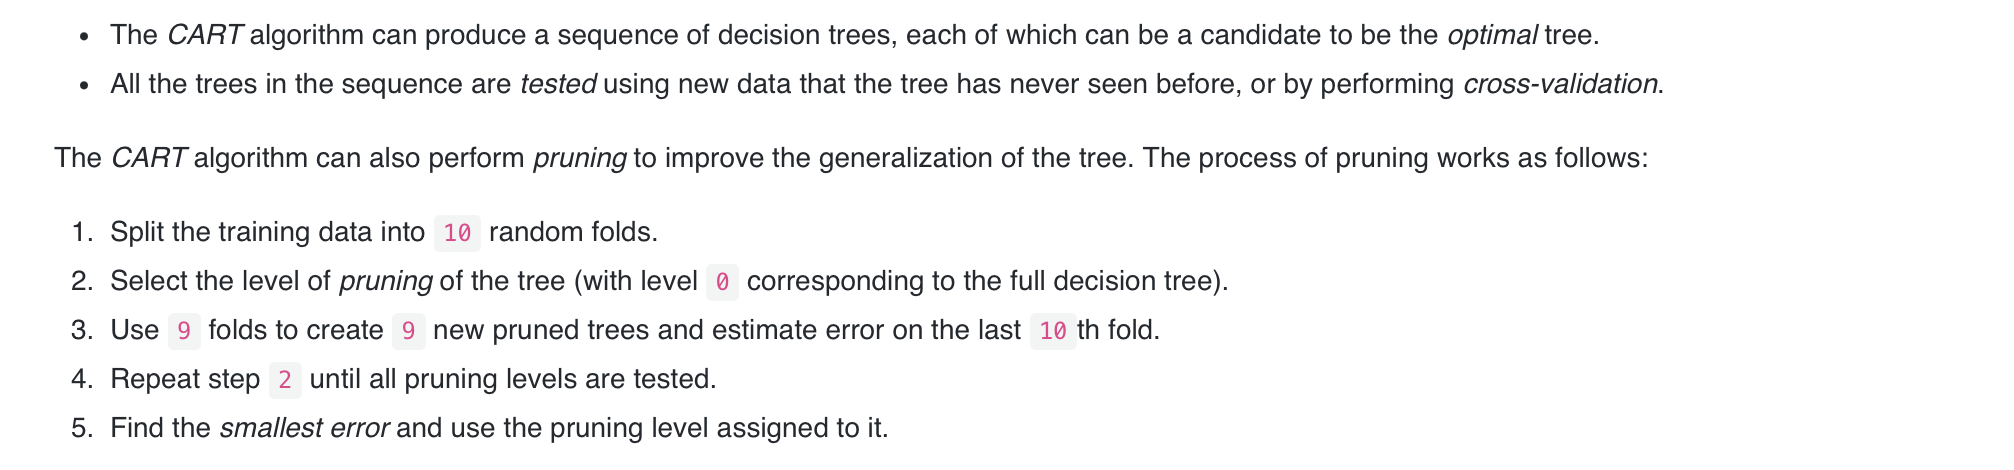 • The CART algorithm can produce a sequence of decision trees, each of which can be a candidate to be the optimal tree.
• All the trees in the sequence are tested using new data that the tree has never seen before, or by performing cross-validation.
The CART algorithm can also perform pruning to improve the generalization of the tree. The process of pruning works as follows:
1. Split the training data into 10 random folds.
2. Select the level of pruning of the tree (with level 0 corresponding to the full decision tree).
3. Use 9 folds to create 9 new pruned trees and estimate error on the last 10 th fold.
4. Repeat step 2 until all pruning levels are tested.
5. Find the smallest error and use the pruning level assigned to it.